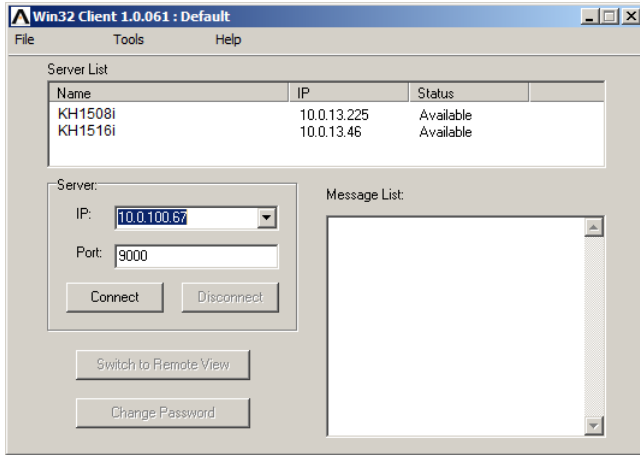 Win32 Client 1.0.061 : Default
File Tools Help
Server List
Name IP Status
KH1508i 10.0.13.225 Available
KH1516i 10.0.13.46 Available
Server:
IP: 10.0.100.67
Port: 9000
Connect Disconnect
Switch to Remote View
Change Password
Message List: